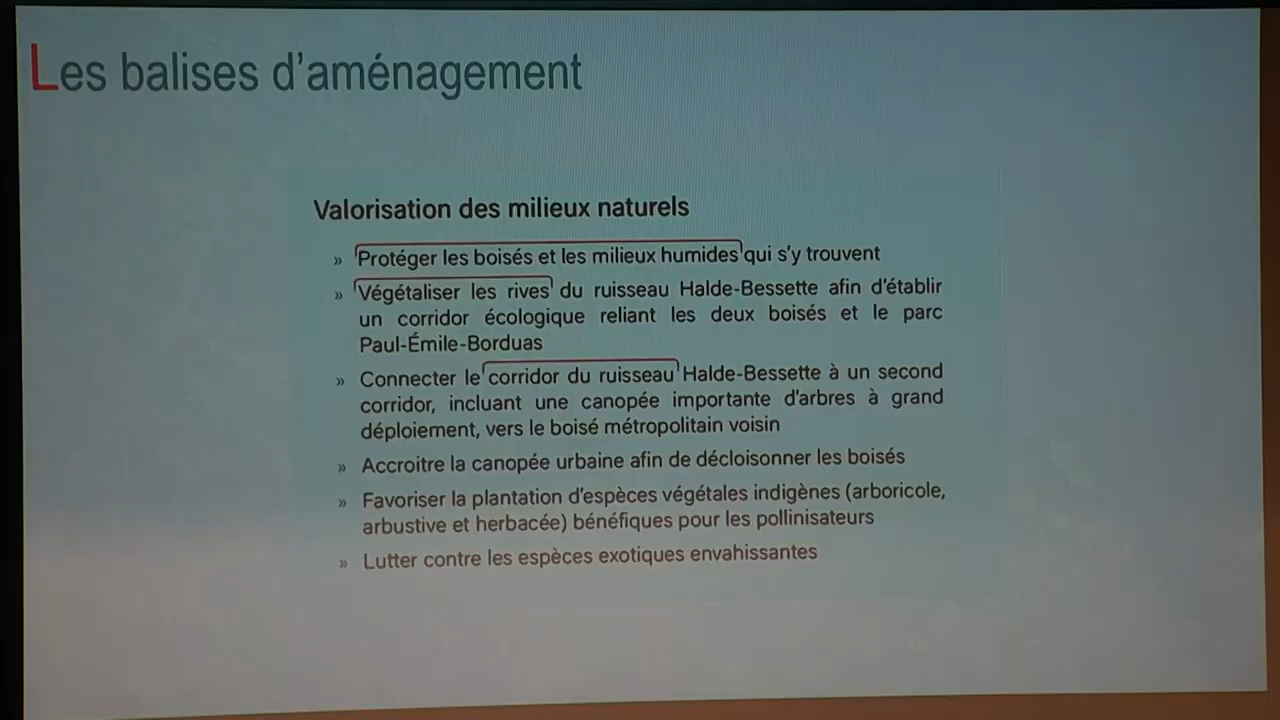 Les balises d'aménagement
Valorisation des milieux naturels
» Protéger les boisés et les milieux humides qui s'y trouvent
» Végétaliser les rives du ruisseau Halde-Bessette afin d'établir
un corridor écologique reliant les deux boisés et le parc
Paul-Émile-Borduas
» Connecter le corridor du ruisseau Halde-Bessette à un second
corridor, incluant une canopée importante d'arbres à grand
déploiement, vers le boisé métropolitain voisin
» Accroitre la canopée urbaine afin de décloisonner les boisés
» Favoriser la plantation d'espèces végétales indigènes (arboricole,
arbustive et herbacée) bénéfiques pour les pollinisateurs
» Lutter contre les espèces exotiques envahissantes